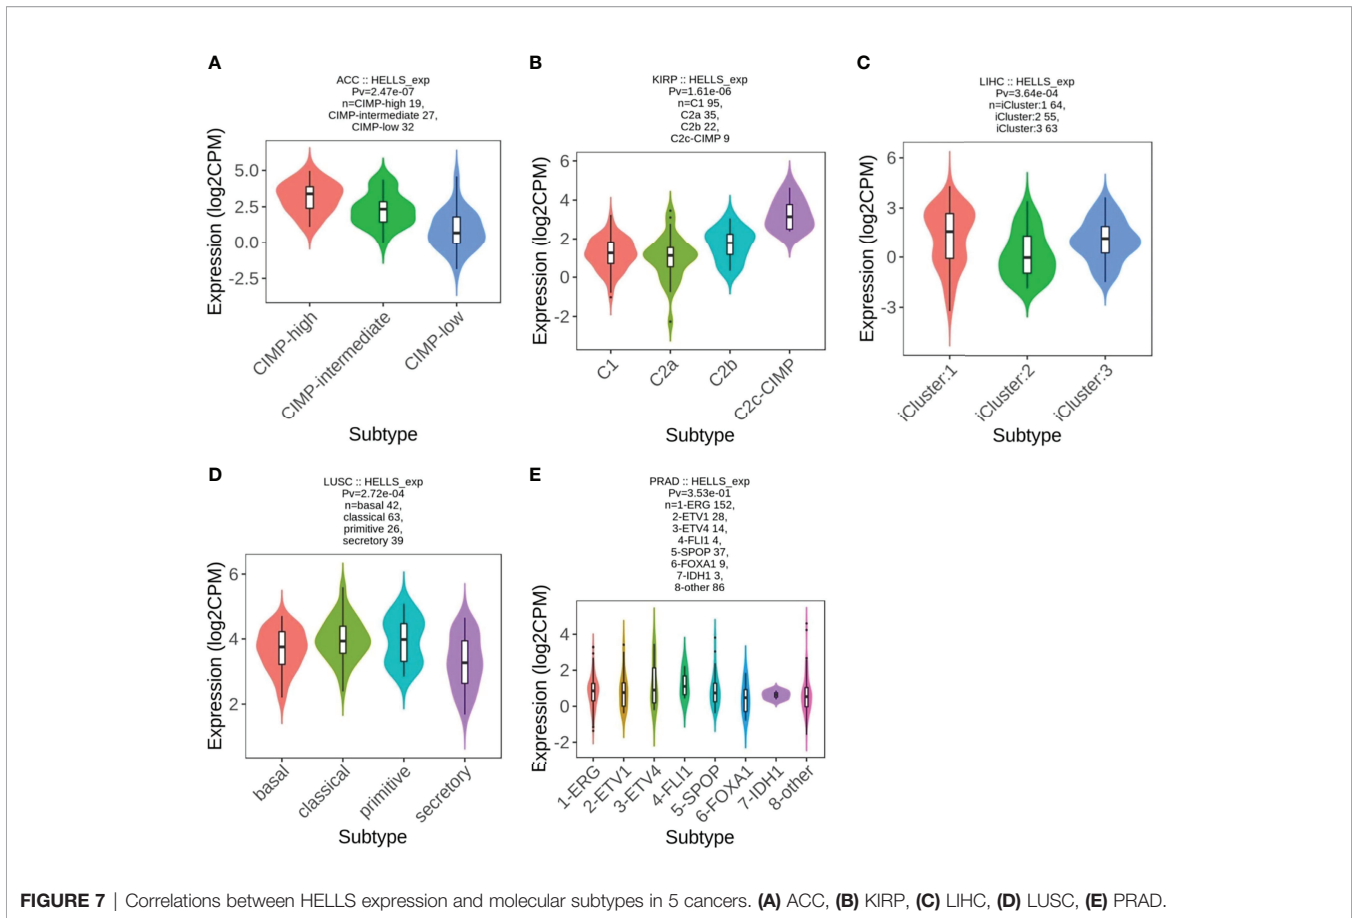 A
ACC :: HELLS_exp
Pv=2.47e-07
n=CIMP-high 19,
CIMP-intermediate 27,
CIMP-low 32
Expression (log2CPM)
5.0
2.5
0.0
-2.5
CIMP-high
CIMP-intermediate
CIMP-low
Subtype
B
KIRP :: HELLS_exp
Pv=1.61e-06
n=C1 95,
C2a 35,
C2b 22,
C2c-CIMP 9
Expression (log2CPM)
6
4
2
0
-2
C1
C2a
C2b
C2c-CIMP
Subtype
C
LIHC :: HELLS_exp
Pv=3.64e-04
n=iCluster:1 64,
iCluster:2 55,
iCluster:3 63
Expression (log2CPM)
6
3
0
-3
iCluster:1
iCluster:2
iCluster:3
Subtype
D
LUSC :: HELLS_exp
Pv=2.72e-04
n=basal 42,
classical 63,
primitive 26,
secretory 39
Expression (log2CPM)
6
4
2
basal
classical
primitive
secretory
Subtype
E
PRAD :: HELLS_exp
Pv=3.53e-01
n=1-ERG 152,
2-ETV1 28,
3-ETV4 14,
4-FLI1 4,
5-SPOP 37,
6-FOXA1 9,
7-IDH1 3,
8-other 86
Expression (log2CPM)
4
2
0
-2
1-ERG
2-ETV1
3-ETV4
4-FLI1
5-SPOP
6-FOXA1
7-IDH1
8-other
Subtype
FIGURE 7 | Correlations between HELLS expression and molecular subtypes in 5 cancers. (A) ACC, (B) KIRP, (C) LIHC, (D) LUSC, (E) PRAD.